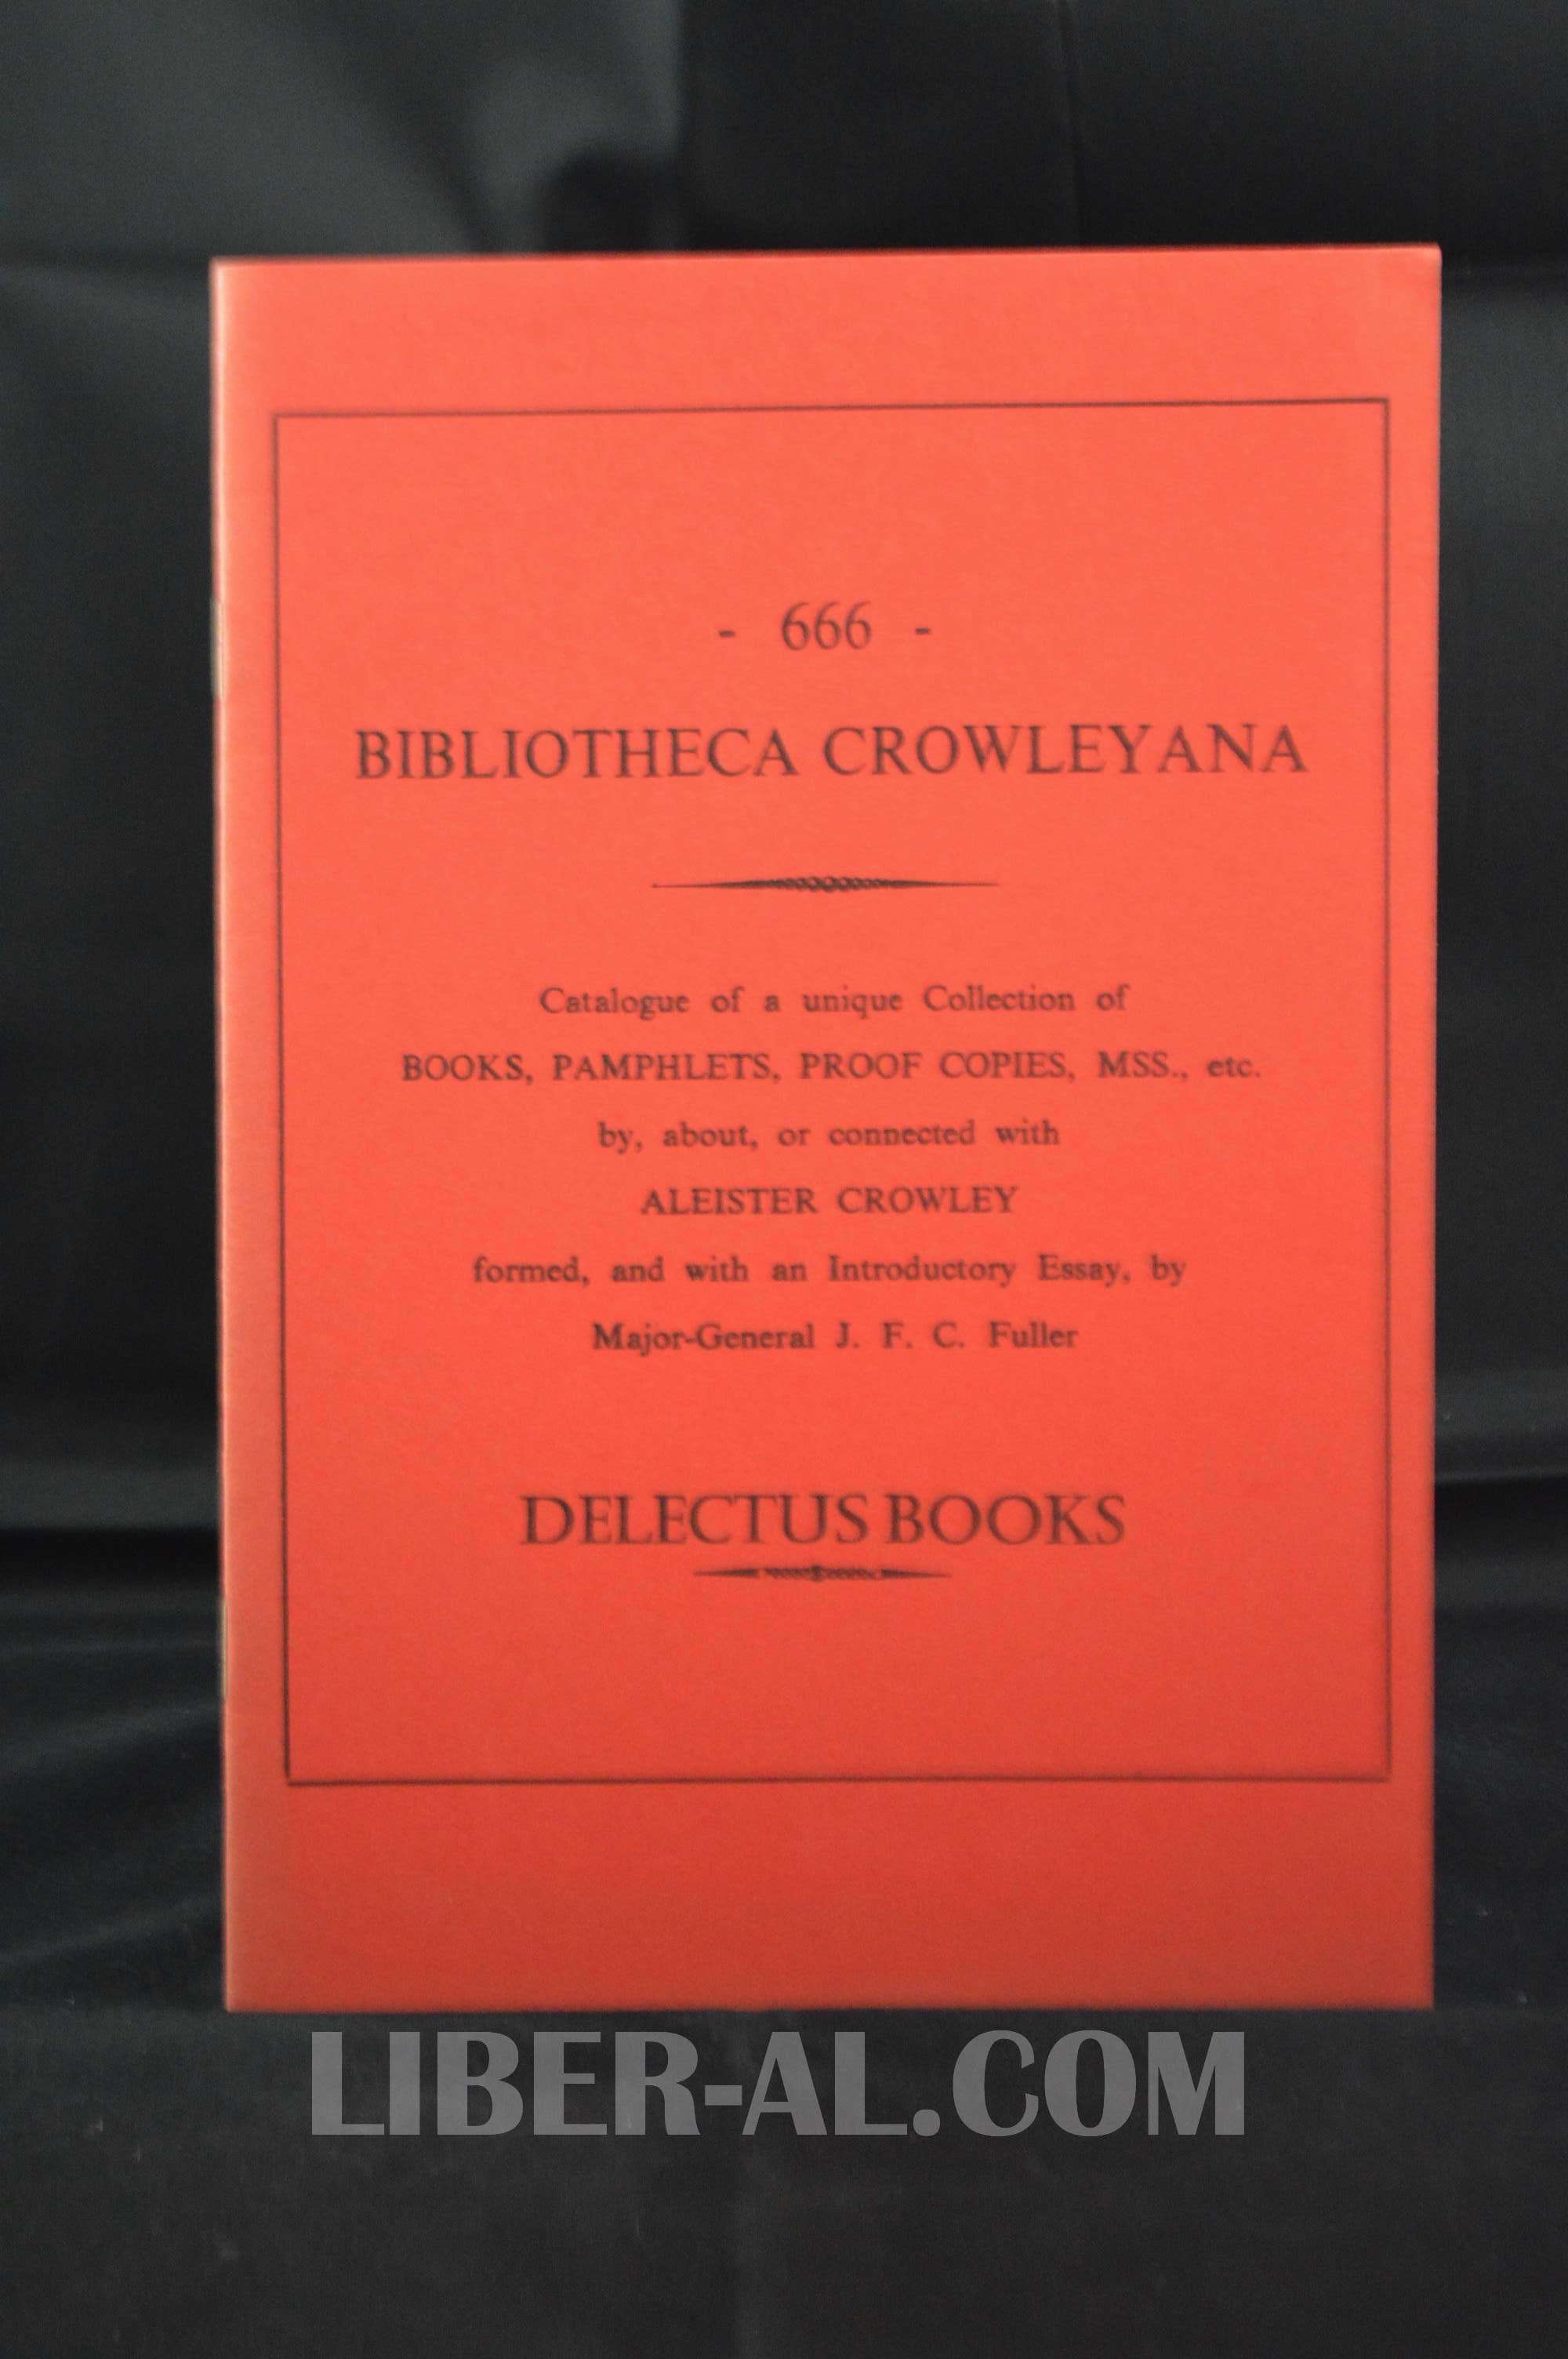 - 666 -
BIBLIOTHECA CROWLEYANA
Catalogue of a unique Collection of
BOOKS, PAMPHLETS, PROOF COPIES, MSS., etc.
by, about, or connected with
ALEISTER CROWLEY
formed, and with an Introductory Essay, by
Major-General J. F. C. Fuller
DELECTUS BOOKS
LIBER-AL.COM